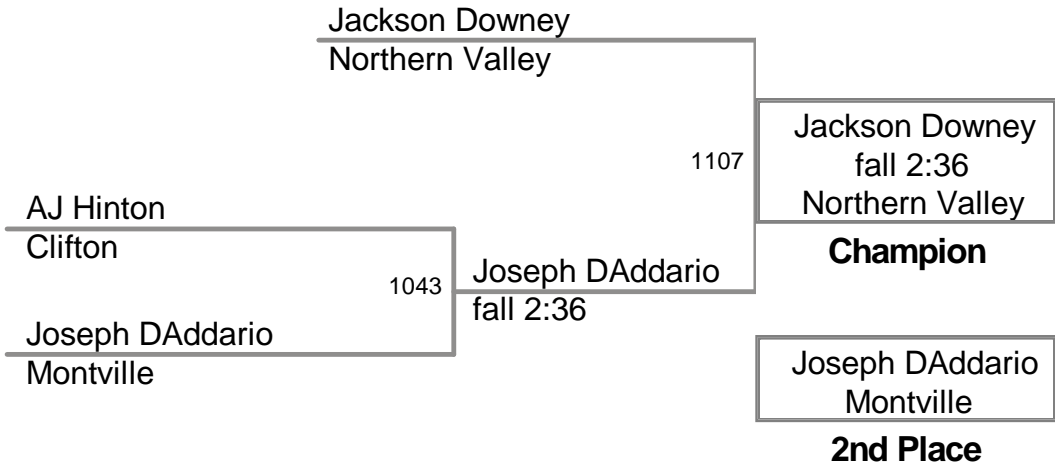 Jackson Downey
Northern Valley
1107
Jackson Downey
fall 2:36
Northern Valley
Champion
AJ Hinton
Clifton
1043
Joseph DAddario
fall 2:36
Joseph DAddario
Montville
Joseph DAddario
Montville
2nd Place